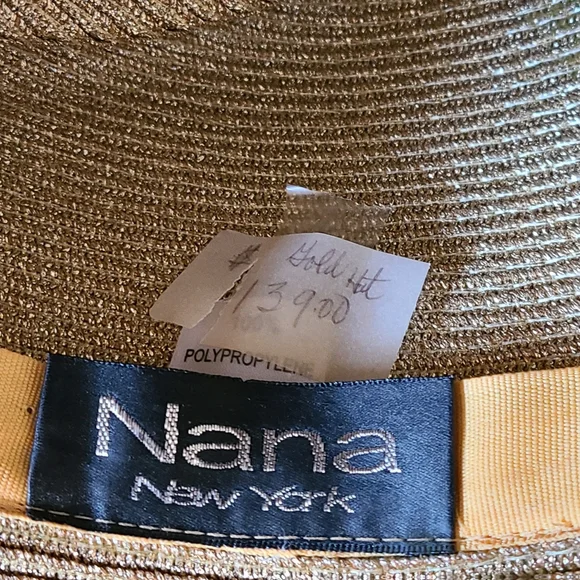 Gold Hat
# 139.00
100%
POLYPROPYLENE
Nana
New York